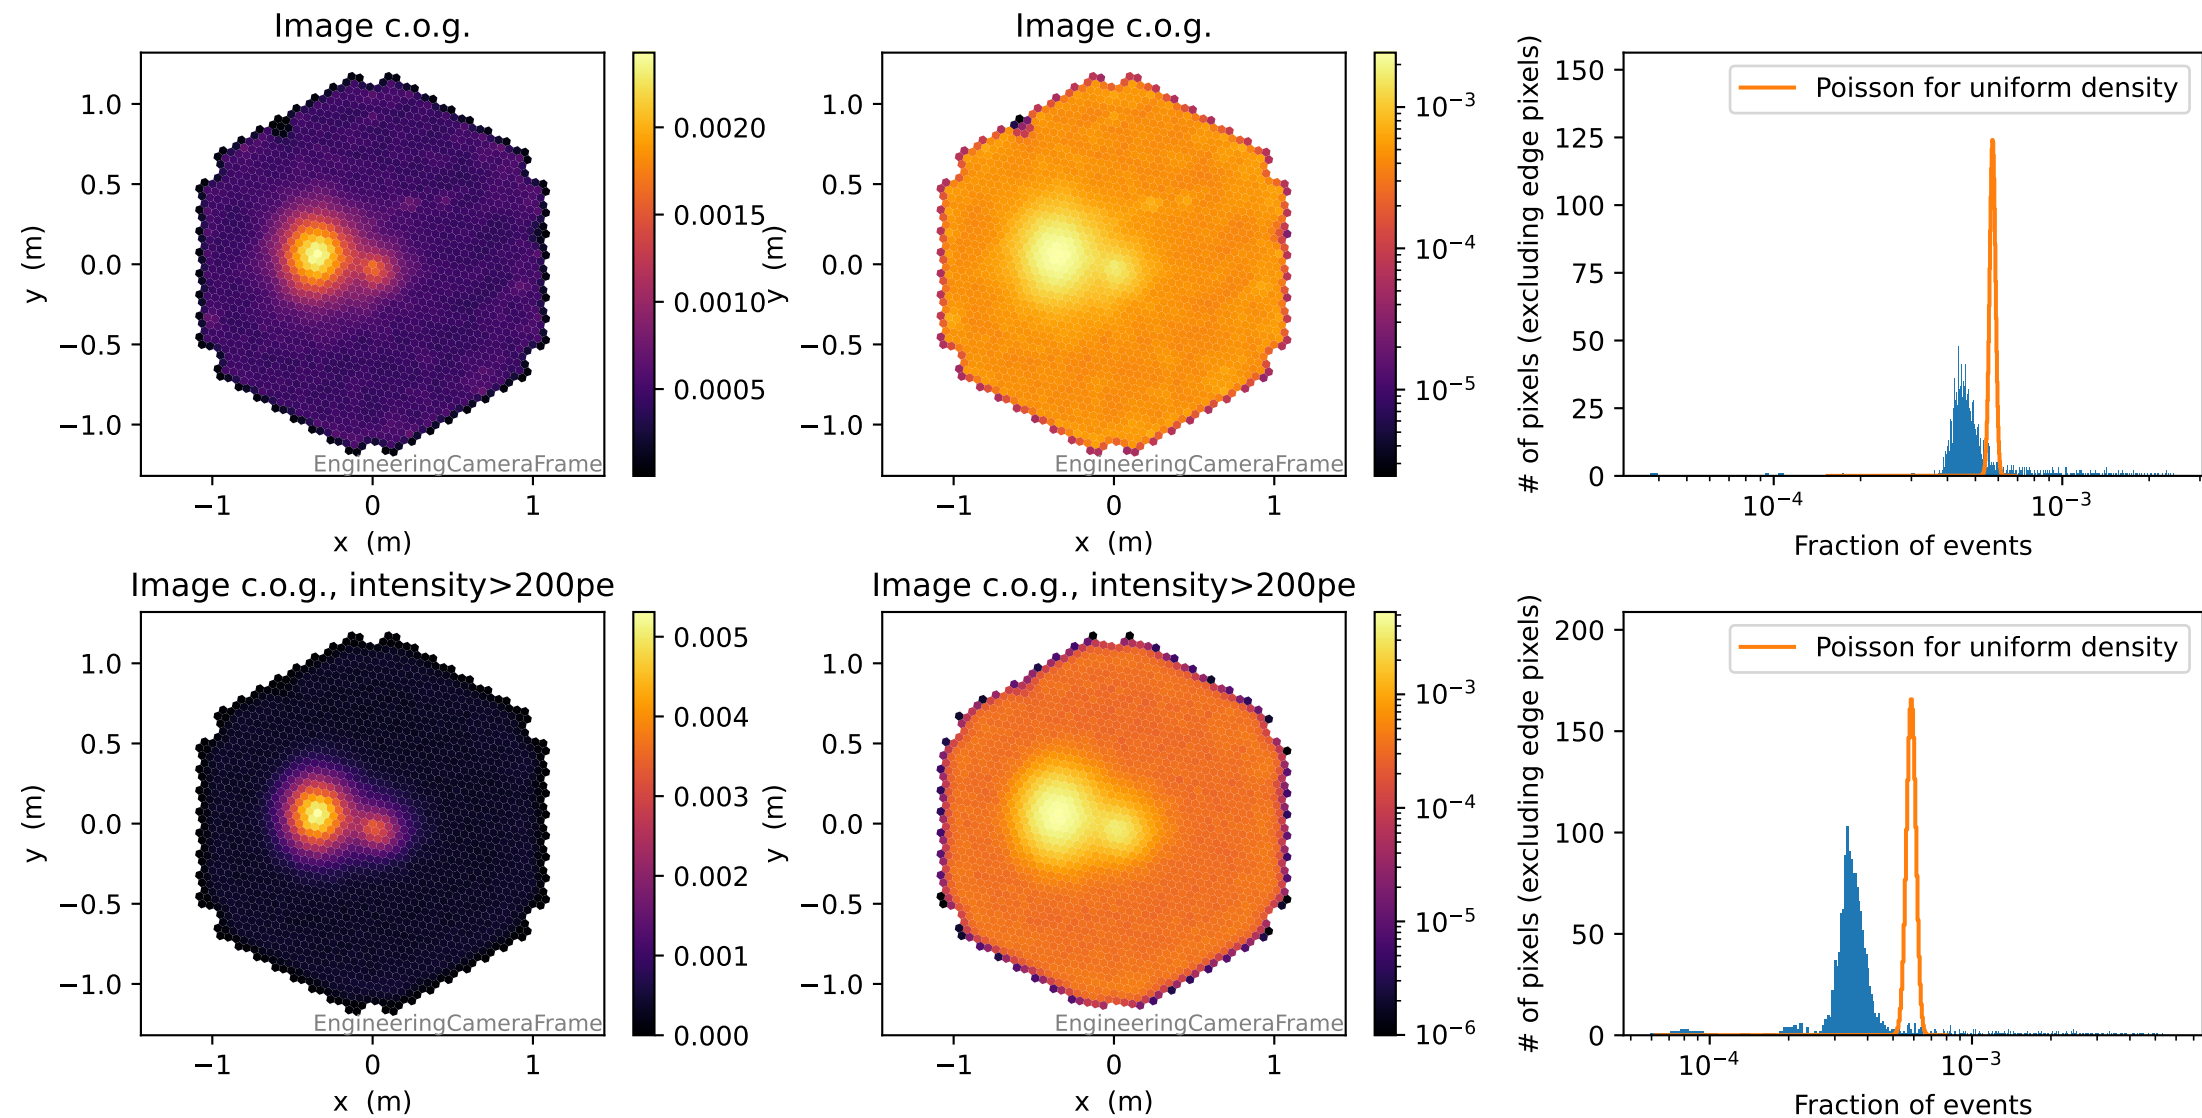 Image c.o.g.
1.0
0.5
0.0
−0.5
−1.0
y (m)
−1 0 1
x (m)
EngineeringCameraFrame
0.0020
0.0015
0.0010
0.0005
Image c.o.g.
y (m)
1.0
0.5
0.0
−0.5
−1.0
−1 0 1
x (m)
EngineeringCameraFrame
10⁻³
10⁻⁴
10⁻⁵
# of pixels (excluding edge pixels)
150
125
100
75
50
25
0
Poisson for uniform density
10⁻⁴ 10⁻³
Fraction of events
Image c.o.g., intensity>200pe
1.0
0.5
0.0
−0.5
−1.0
y (m)
−1 0 1
x (m)
EngineeringCameraFrame
0.005
0.004
0.003
0.002
0.001
0.000
Image c.o.g., intensity>200pe
y (m)
1.0
0.5
0.0
−0.5
−1.0
−1 0 1
x (m)
EngineeringCameraFrame
10⁻³
10⁻⁴
10⁻⁵
10⁻⁶
# of pixels (excluding edge pixels)
200
150
100
50
0
Poisson for uniform density
10⁻⁴ 10⁻³
Fraction of events